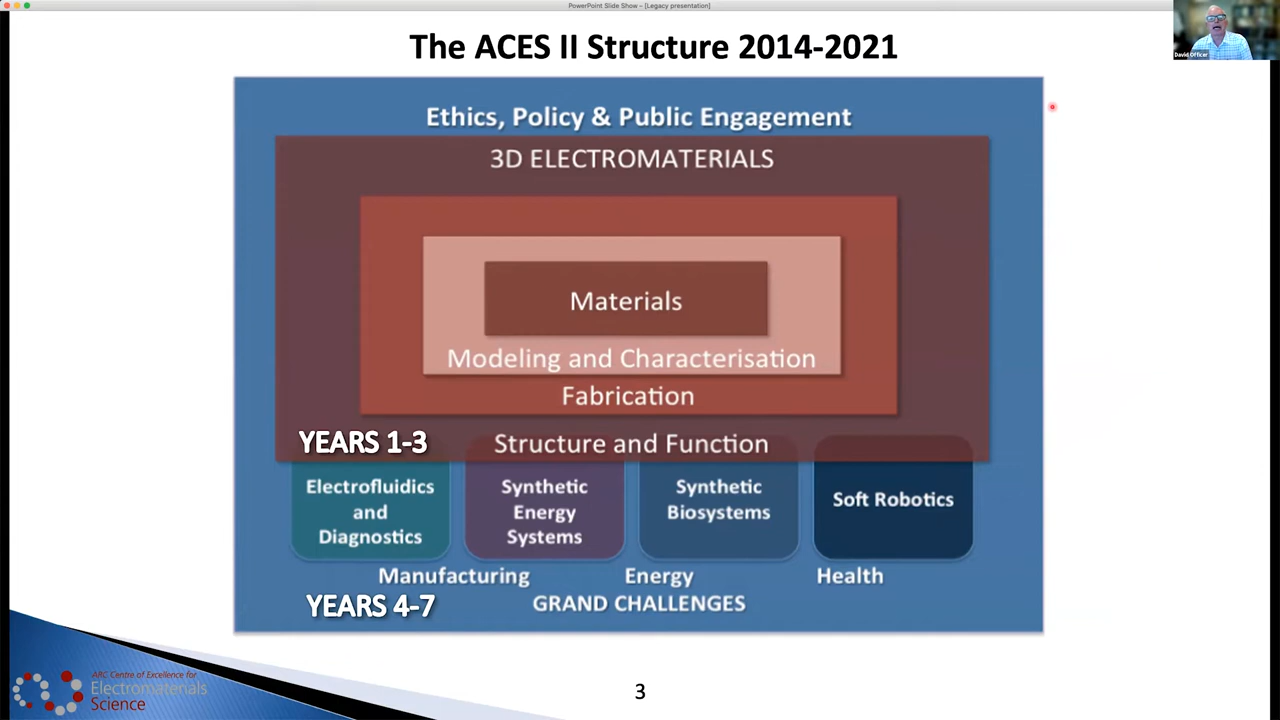 PowerPoint Slide Show – [Legacy presentation]
David Officer
The ACES II Structure 2014-2021
Ethics, Policy & Public Engagement
3D ELECTROMATERIALS
Materials
Modeling and Characterisation
Fabrication
YEARS 1-3
Structure and Function
Electrofluidics
and
Diagnostics
Synthetic
Energy
Systems
Synthetic
Biosystems
Soft Robotics
Manufacturing
Energy
Health
YEARS 4-7
GRAND CHALLENGES
ARC Centre of Excellence for
Electromaterials
Science
3